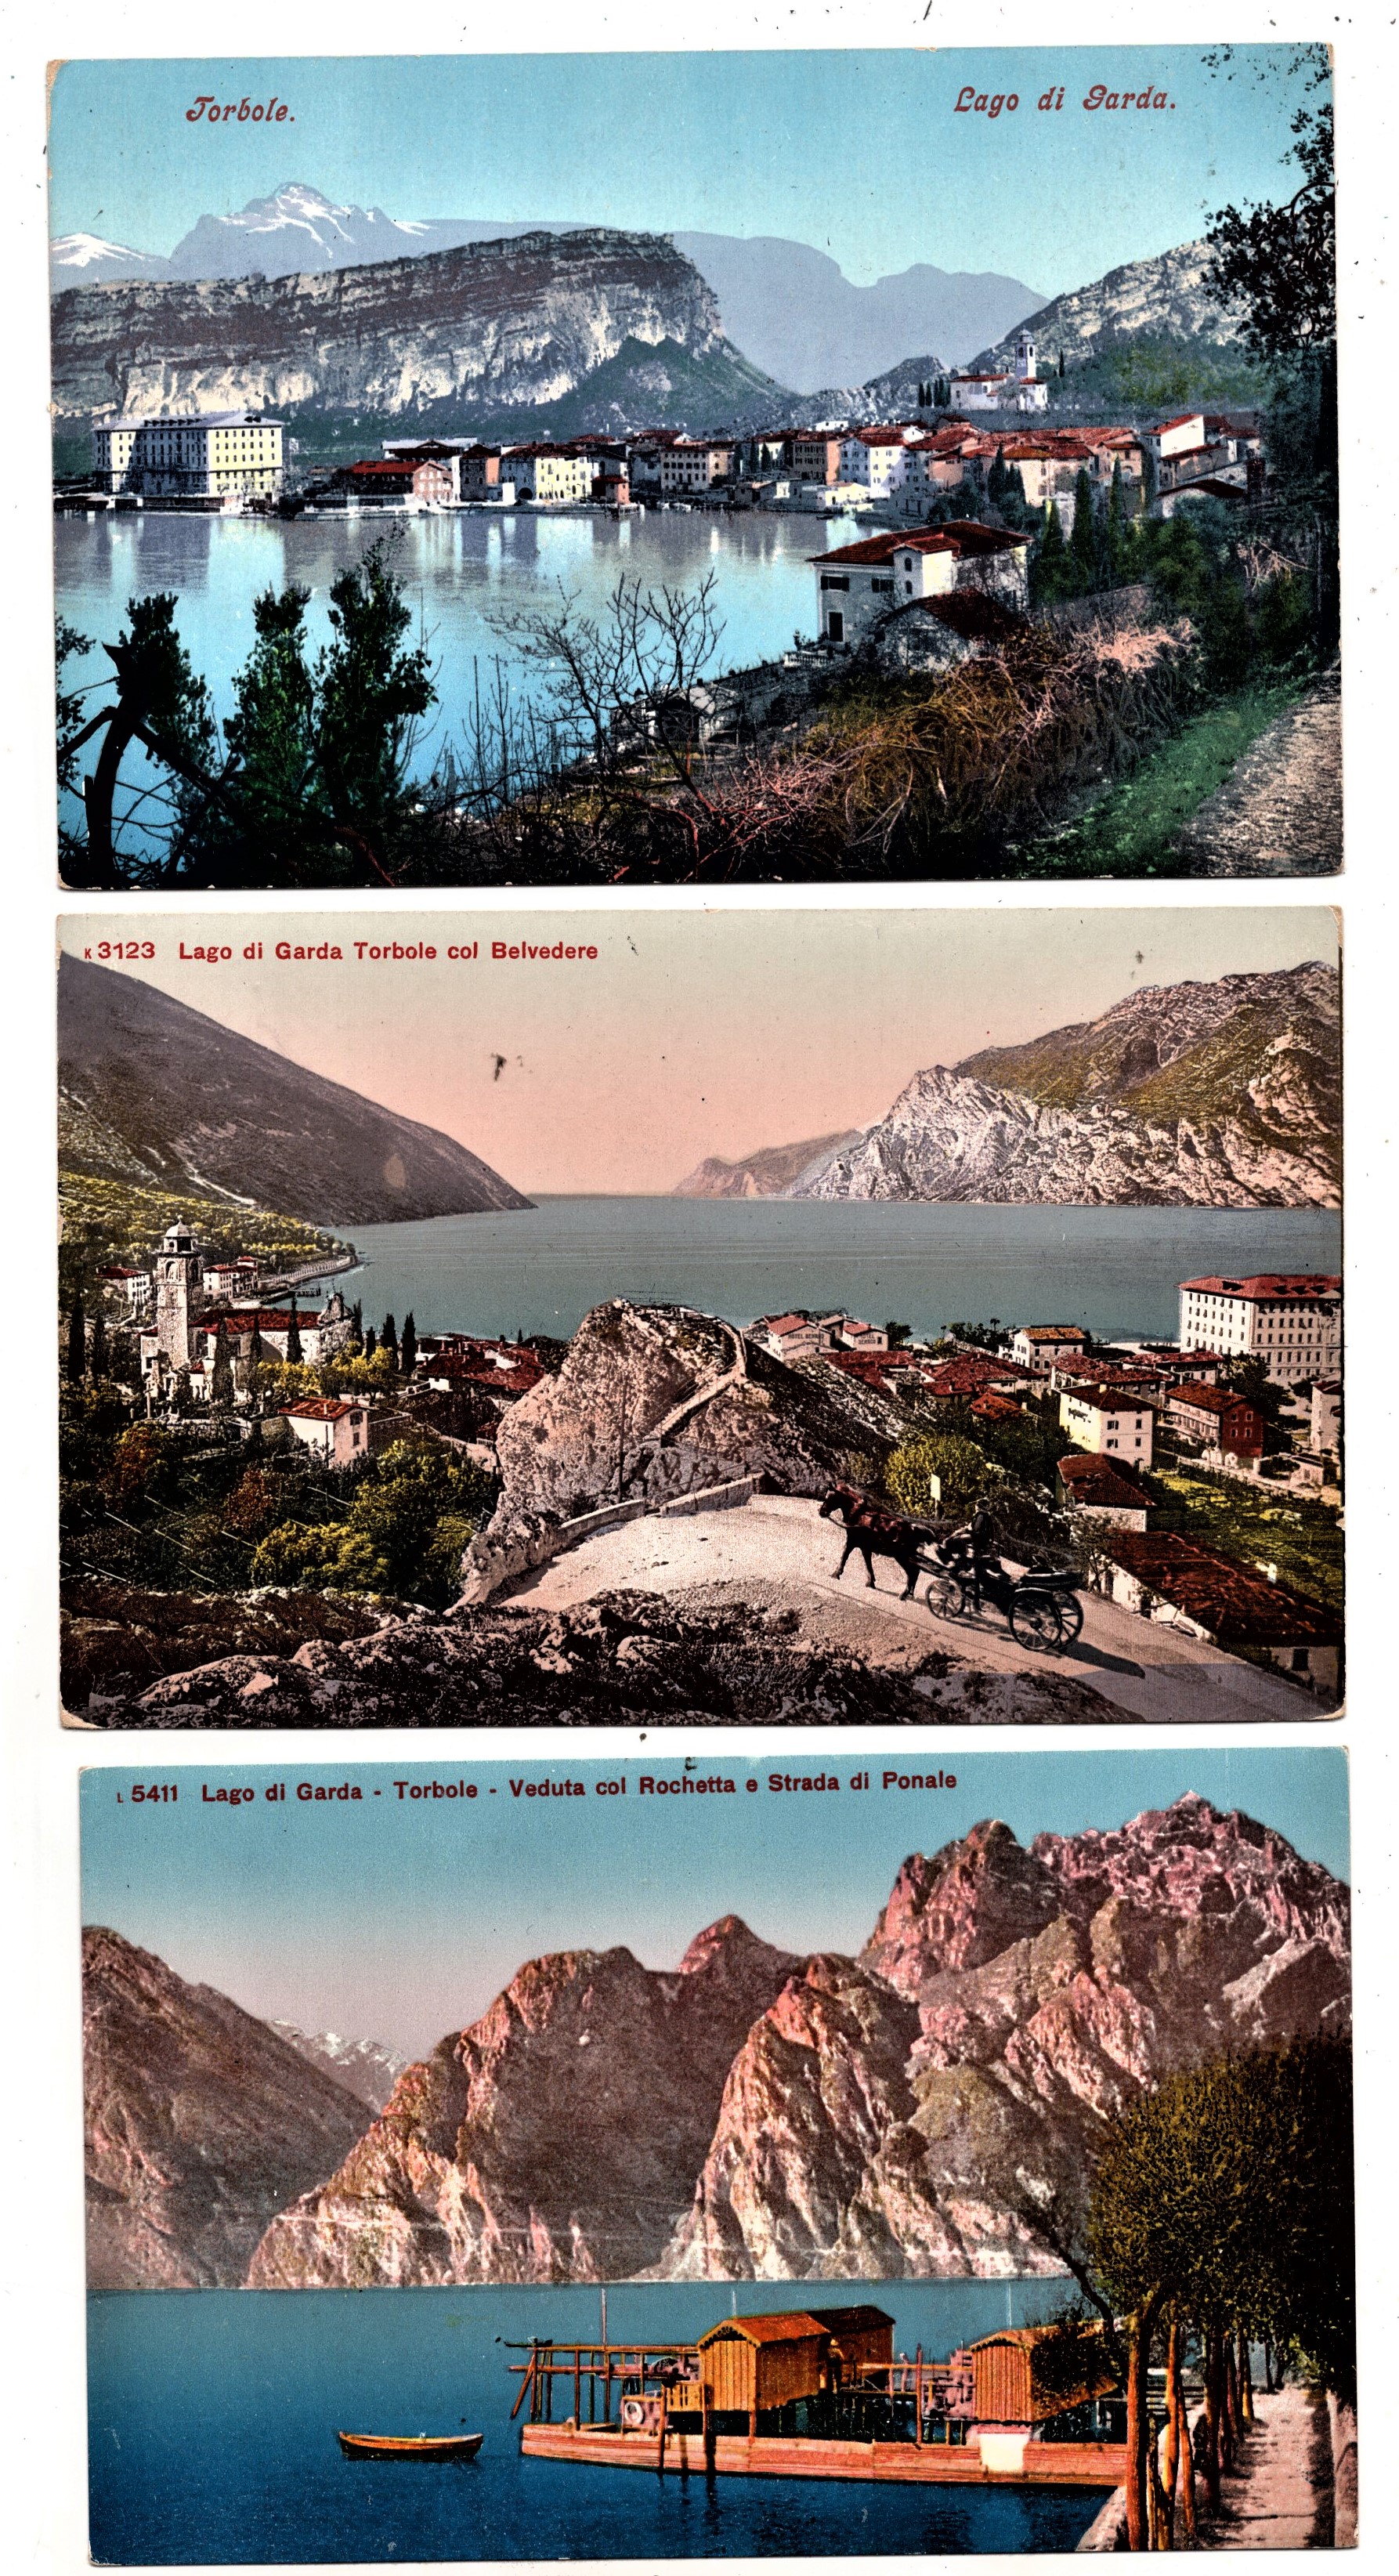 Torbole.
Lago di Garda.
K 3123 Lago di Garda Torbole col Belvedere
L 5411 Lago di Garda - Torbole - Veduta col Rochetta e Strada di Ponale